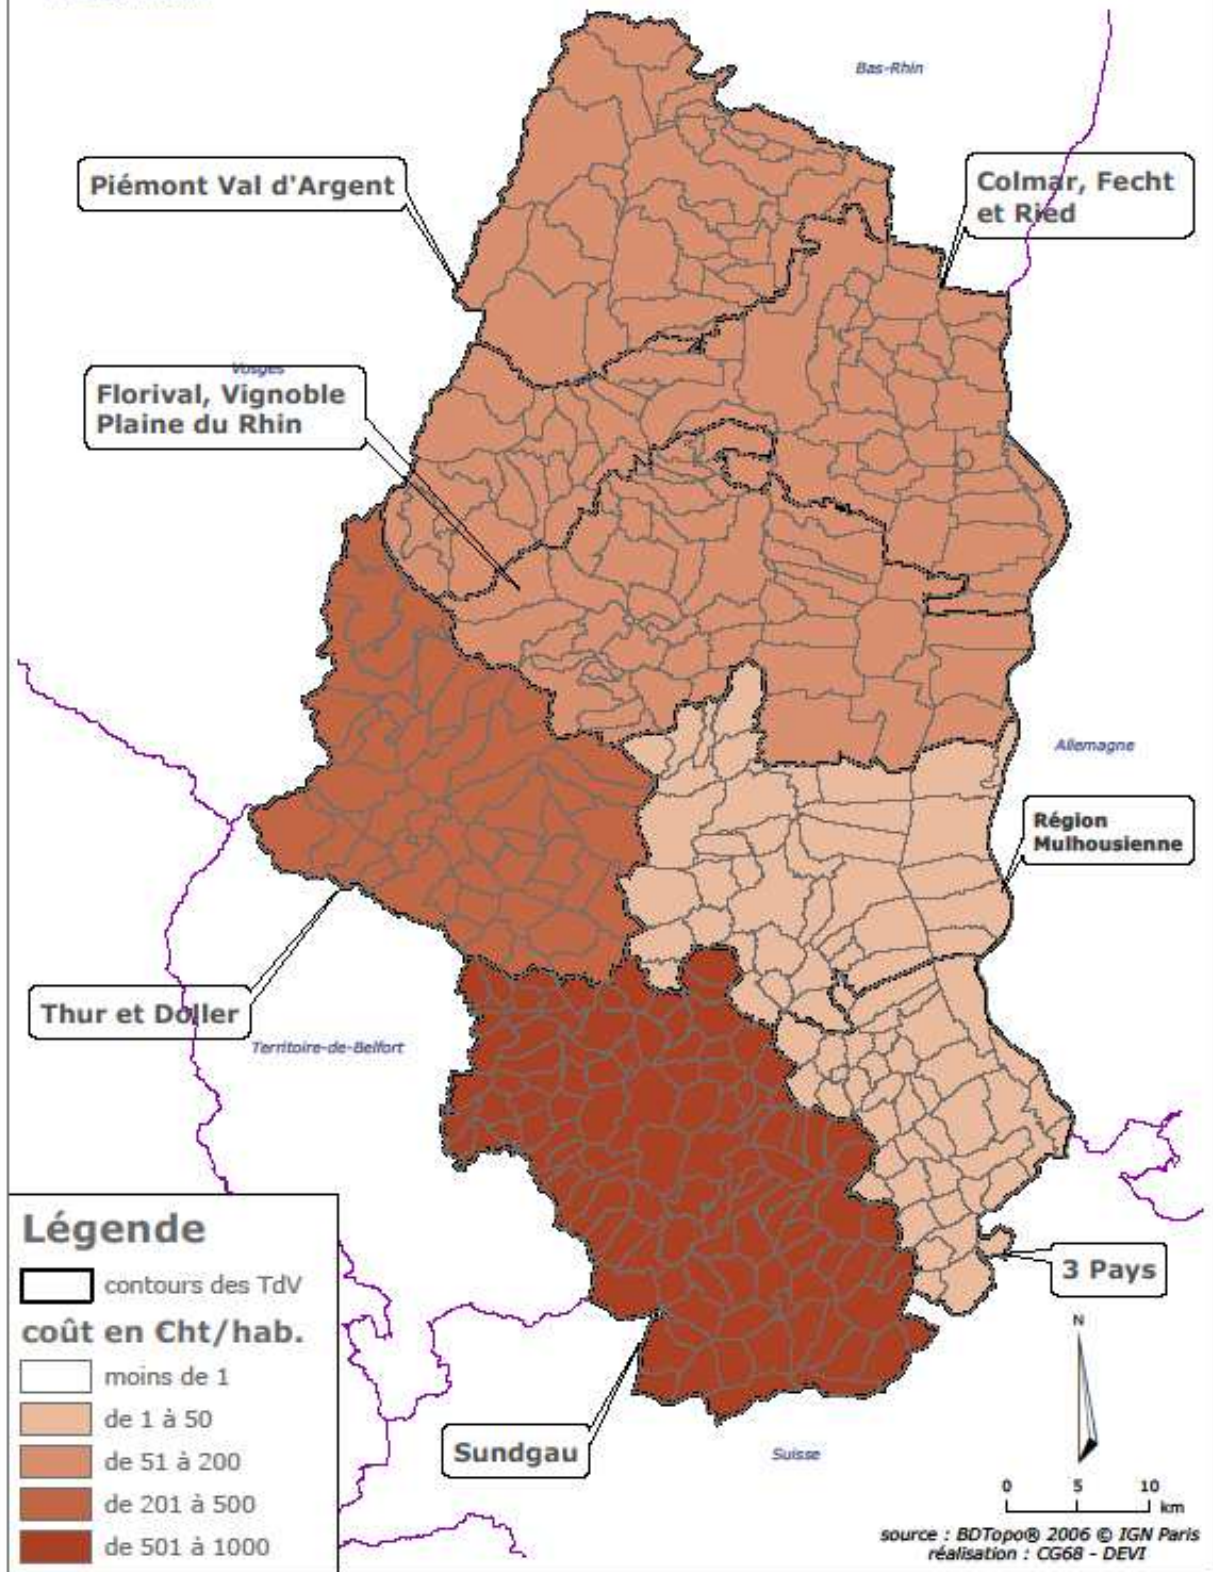 Bas-Rhin
Piémont Val d'Argent
Colmar, Fecht
et Ried
Vosges
Florival, Vignoble
Plaine du Rhin
Allemagne
Région
Mulhousienne
Thur et Doller
Territoire-de-Belfort
3 Pays
Sundgau
Suisse
Légende
contours des TdV
coût en €ht/hab.
moins de 1
de 1 à 50
de 51 à 200
de 201 à 500
de 501 à 1000
N
0 5 10
km
source : BDTopo® 2006 © IGN Paris
réalisation : CG68 - DEVI